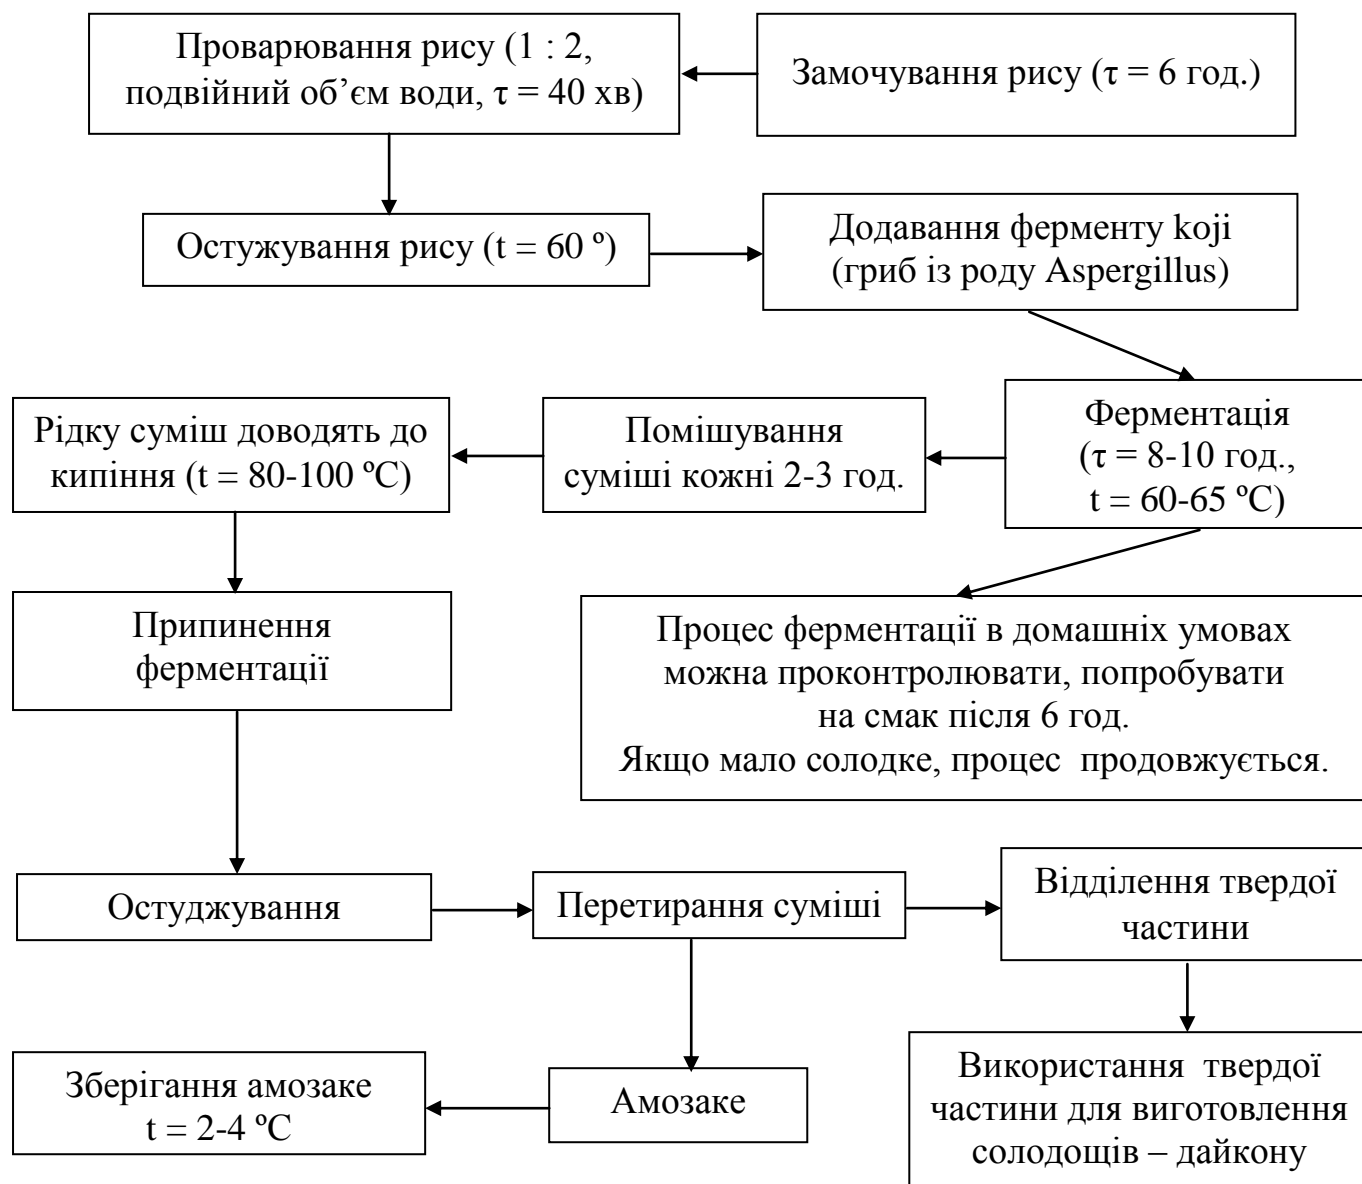 Проварювання рису (1 : 2,
подвійний об’єм води, τ = 40 хв)
Замочування рису (τ = 6 год.)
Остужування рису (t = 60 º)
Додавання ферменту koji
(гриб із роду Aspergillus)
Рідку суміш доводять до
кипіння (t = 80-100 ºC)
Помішування
суміші кожні 2-3 год.
Ферментація
(τ = 8-10 год.,
t = 60-65 ºC)
Припинення
ферментації
Процес ферментації в домашніх умовах
можна проконтролювати, попробувати
на смак після 6 год.
Якщо мало солодке, процес продовжується.
Остуджування
Перетирання суміші
Відділення твердої
частини
Зберігання амозаке
t = 2-4 ºC
Амозаке
Використання твердої
частини для виготовлення
солодощів – дайкону